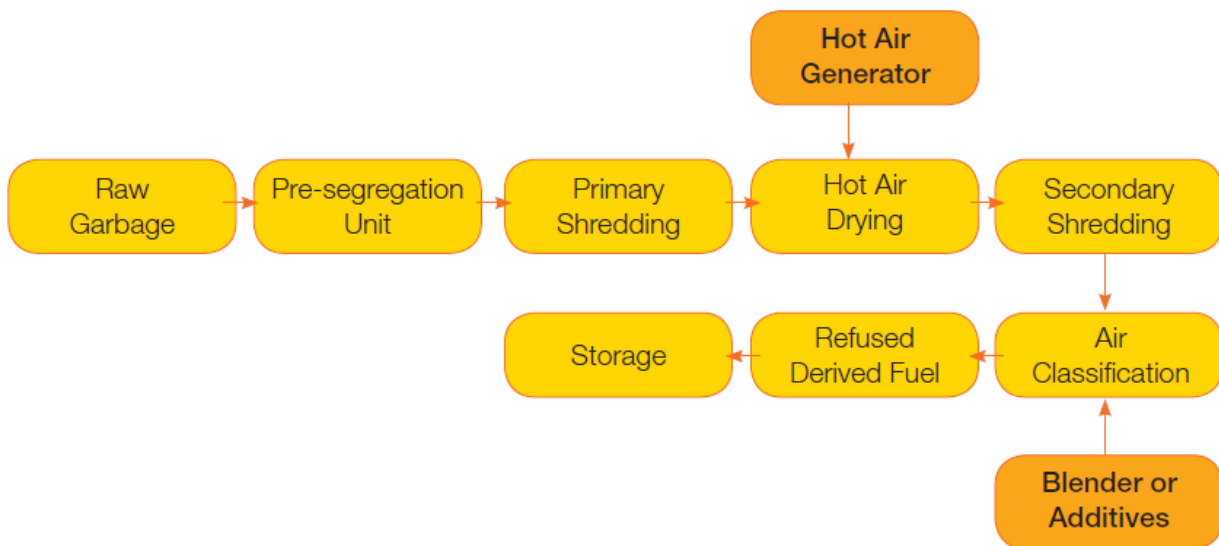 Hot Air
Generator
Raw
Garbage
Pre-segregation
Unit
Primary
Shredding
Hot Air
Drying
Secondary
Shredding
Storage
Refused
Derived Fuel
Air
Classification
Blender or
Additives